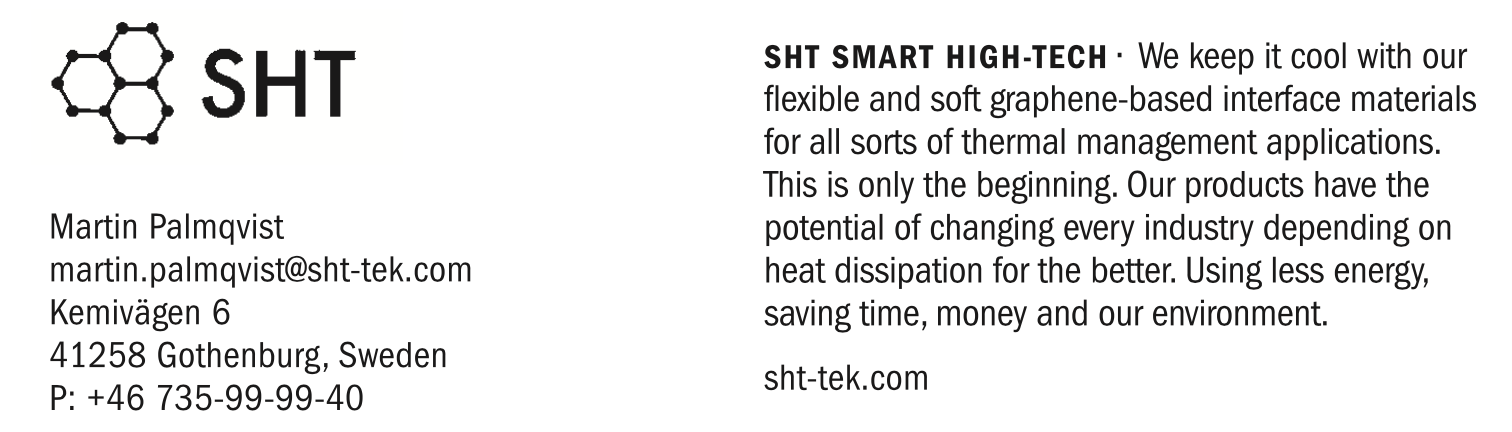 SHT
Martin Palmqvist
martin.palmqvist@sht-tek.com
Kemivägen 6
41258 Gothenburg, Sweden
P: +46 735-99-99-40
SHT SMART HIGH-TECH · We keep it cool with our
flexible and soft graphene-based interface materials
for all sorts of thermal management applications.
This is only the beginning. Our products have the
potential of changing every industry depending on
heat dissipation for the better. Using less energy,
saving time, money and our environment.
sht-tek.com